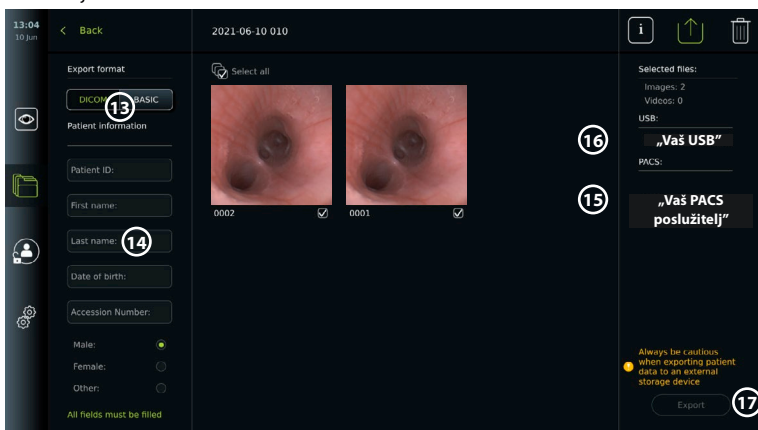 13:04
10 Jun
Back
2021-06-10 010
i
Export format
DICOM
BASIC
13
Patient information
Patient ID:
First name:
Last name:
14
Date of birth:
Accession Number:
Male:
Female:
Other:
All fields must be filled
Select all
0002
0001
Selected files:
Images: 2
Videos: 0
USB:
16
„Vaš USB”
PACS:
15
„Vaš PACS
poslužitelj”
!
Always be cautious
when exporting patient
data to an external
storage device
Export
17